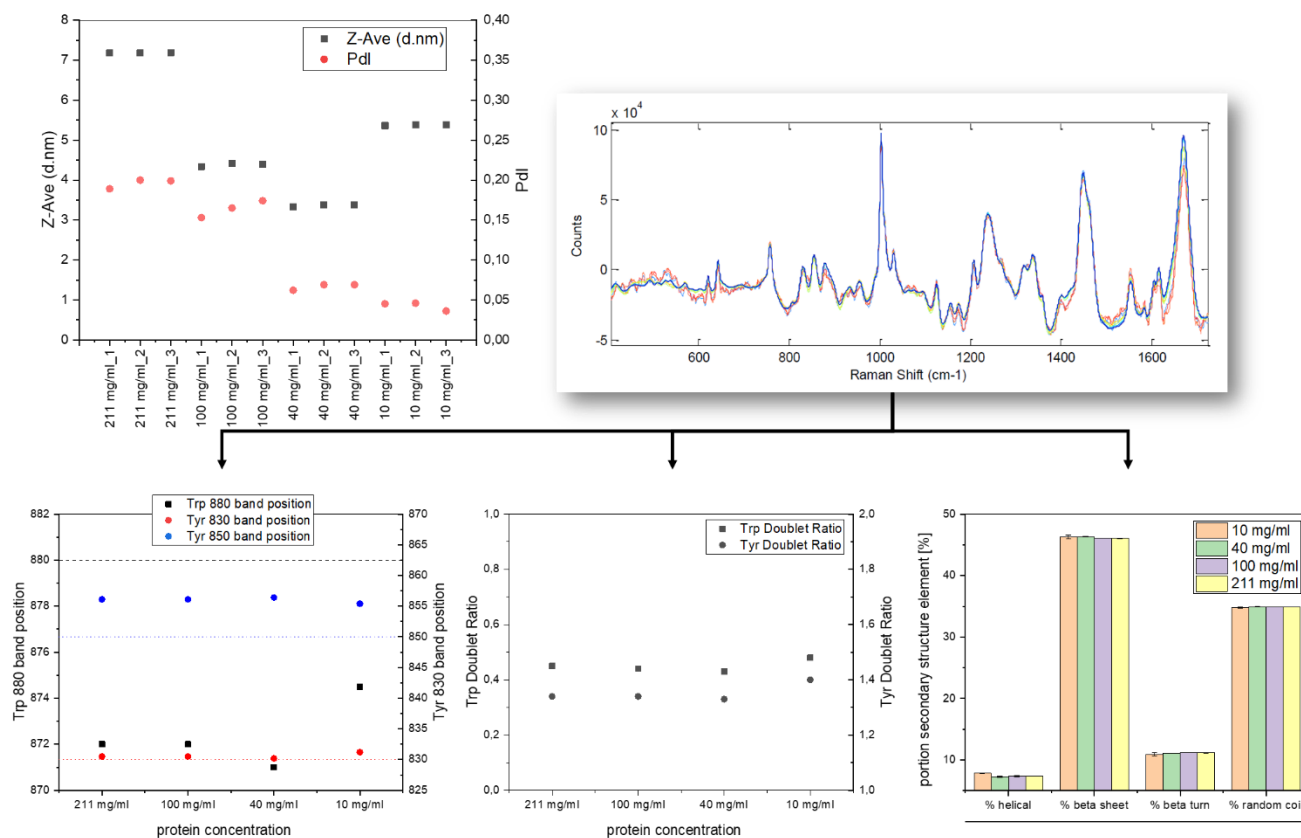 Z-Ave (d.nm)
PdI
8
7
6
5
4
3
2
1
0
Z-Ave (d.nm)
0,40
0,35
0,30
0,25
0,20
0,15
0,10
0,05
0,00
PdI
211 mg/ml_1
211 mg/ml_2
211 mg/ml_3
100 mg/ml_1
100 mg/ml_2
100 mg/ml_3
40 mg/ml_1
40 mg/ml_2
40 mg/ml_3
10 mg/ml_1
10 mg/ml_2
10 mg/ml_3
x 10⁴
10
5
0
-5
Counts
600 800 1000 1200 1400 1600
Raman Shift (cm-1)
Trp 880 band position
Tyr 830 band position
Tyr 850 band position
882
880
878
876
874
872
870
Trp 880 band position
870
865
860
855
850
845
840
835
830
825
Tyr 830 band position
211 mg/ml 100 mg/ml 40 mg/ml 10 mg/ml
protein concentration
Trp Doublet Ratio
Tyr Doublet Ratio
1,0
0,8
0,6
0,4
0,2
0,0
Trp Doublet Ratio
2,0
1,8
1,6
1,4
1,2
1,0
Tyr Doublet Ratio
211 mg/ml 100 mg/ml 40 mg/ml 10 mg/ml
protein concentration
10 mg/ml
40 mg/ml
100 mg/ml
211 mg/ml
50
40
30
20
10
portion secondary structure element [%]
% helical % beta sheet % beta turn % random coil